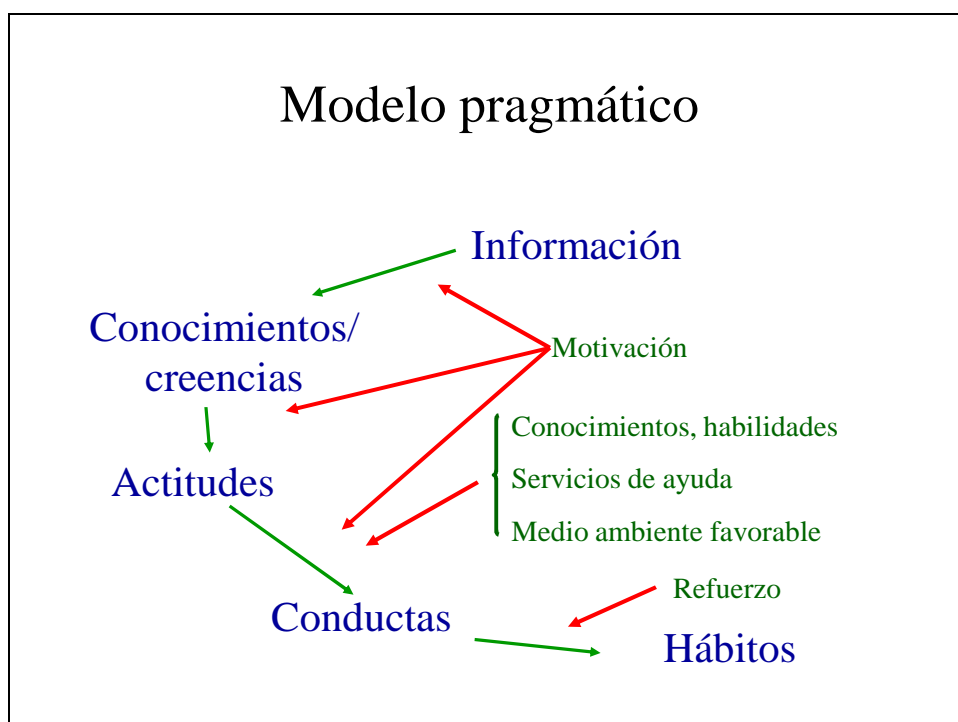 Modelo pragmático
Información
Conocimientos/
creencias
Motivación
Conocimientos, habilidades
Actitudes
Servicios de ayuda
Medio ambiente favorable
Refuerzo
Conductas
Hábitos